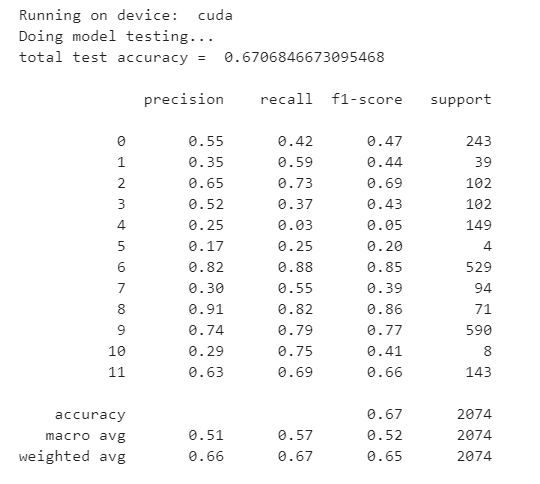 Running on device:  cuda
Doing model testing...
total test accuracy =  0.6706846673095468
precision    recall  f1-score   support
0       0.55      0.42      0.47       243
1       0.35      0.59      0.44        39
2       0.65      0.73      0.69       102
3       0.52      0.37      0.43       102
4       0.25      0.03      0.05       149
5       0.17      0.25      0.20         4
6       0.82      0.88      0.85       529
7       0.30      0.55      0.39        94
8       0.91      0.82      0.86        71
9       0.74      0.79      0.77       590
10       0.29      0.75      0.41         8
11       0.63      0.69      0.66       143
accuracy                           0.67      2074
macro avg       0.51      0.57      0.52      2074
weighted avg       0.66      0.67      0.65      2074